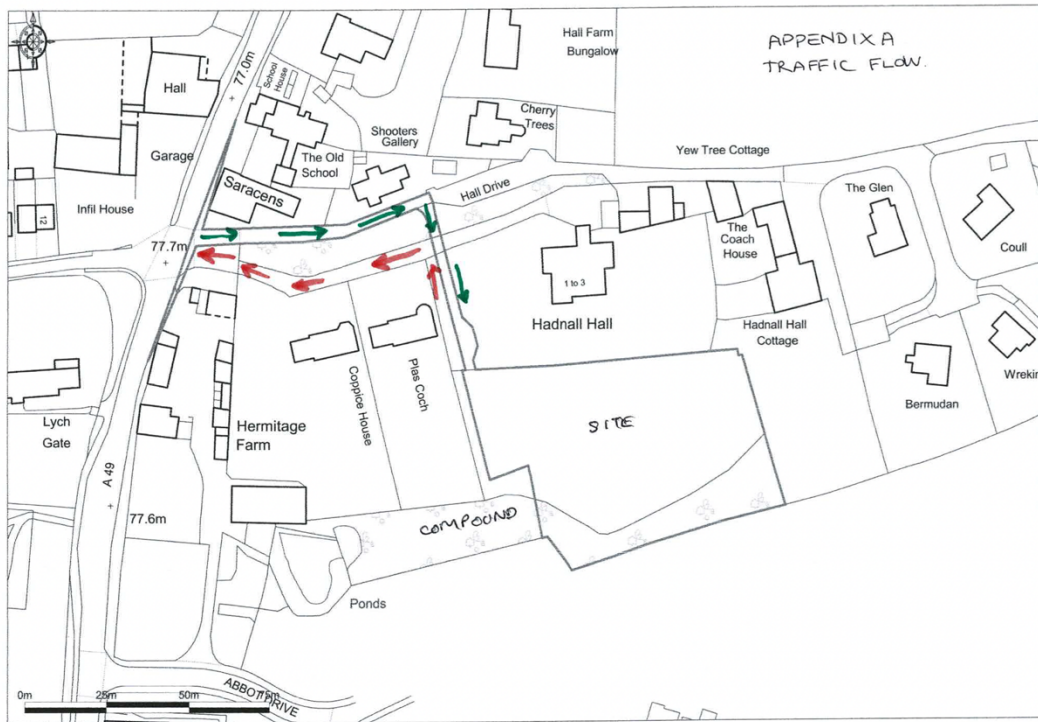 APPENDIX A
TRAFFIC FLOW.
Hall Farm
Bungalow
77.0m
School
House
Hall
Cherry
Trees
Shooters
Gallery
Garage
The Old
School
Yew Tree Cottage
Saracens
Hall Drive
The Glen
Infil House
12
The
Coach
House
Coull
77.7m
1 to 3
Hadnall Hall
Hadnall Hall
Cottage
Wrekin
Coppice House
Plas Coch
Bermudan
Lych
Gate
Hermitage
Farm
SITE
A 49
77.6m
COMPOUND
Ponds
ABBOT DRIVE
0m 25m 50m 75m